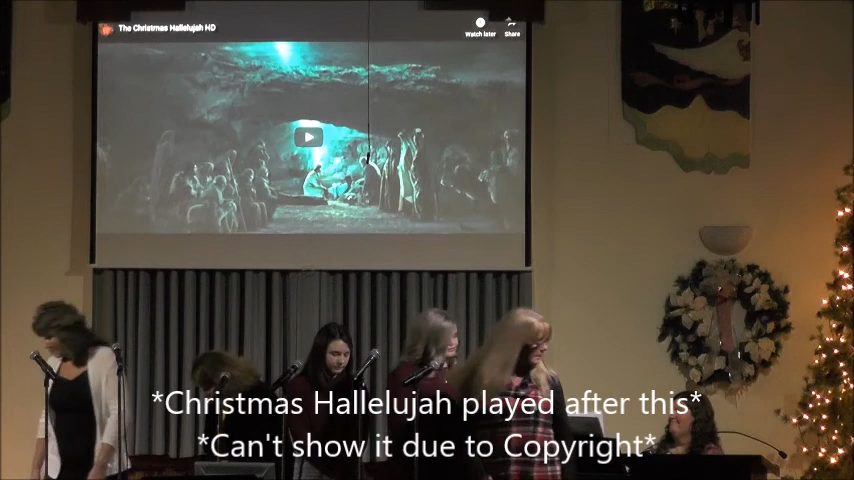 The Christmas Hallelujah HD
Watch later
Share
*Christmas Hallelujah played after this*
*Can't show it due to Copyright*